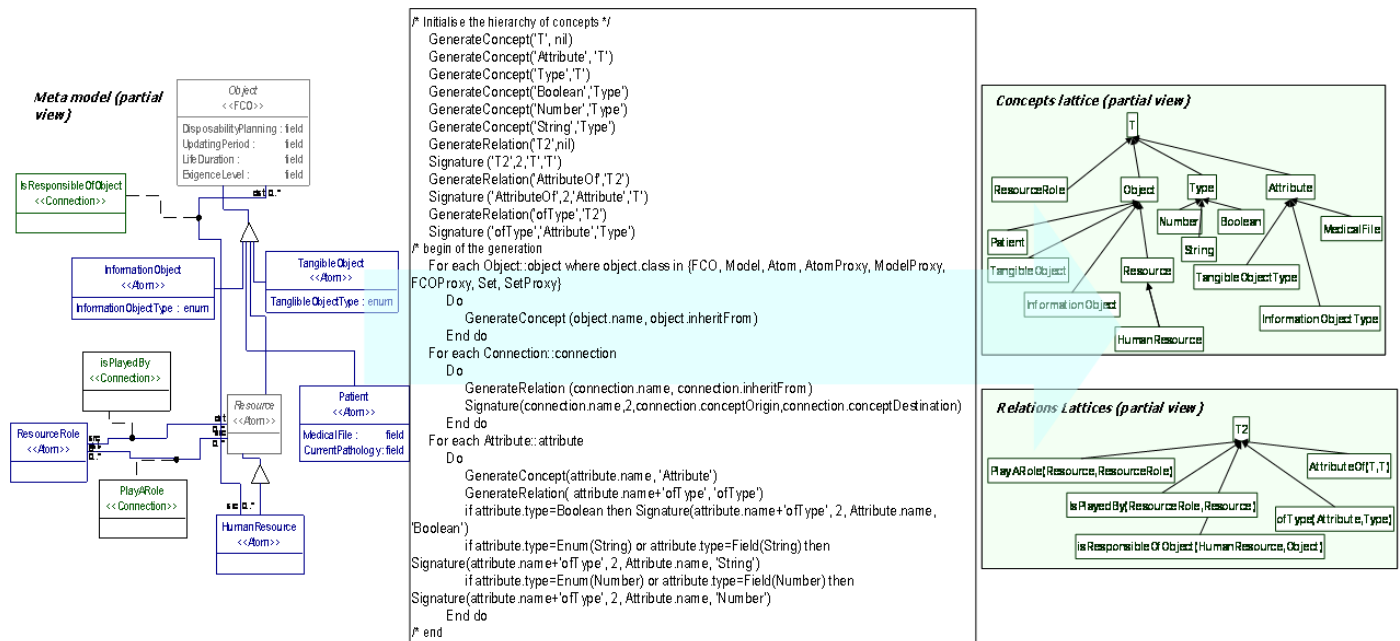 Meta model (partial
view)
Object
<<FCO>>
DisposabilityPlanning : field
UpdatingPeriod : field
LifeDuration : field
ExigenceLevel : field
dst 0..*
IsResponsibleOfObject
<<Connection>>
InformationObject
<<Atom>>
InformationObjectType : enum
TangibleObject
<<Atom>>
TanglibleObjectType : enum
isPlayedBy
<<Connection>>
Resource
<<Atom>>
dst
0..*
Patient
<<Atom>>
MedicalFile : field
CurrentPathology : field
ResourceRole
<<Atom>>
src
0..*
PlayARole
<<Connection>>
src 0..*
HumanResource
<<Atom>>
/* Initialise the hierarchy of concepts */
GenerateConcept('T', nil)
GenerateConcept('Attribute', 'T')
GenerateConcept('Type','T')
GenerateConcept('Boolean','Type')
GenerateConcept('Number','Type')
GenerateConcept('String','Type')
GenerateRelation('T2',nil)
Signature ('T2',2,'T','T')
GenerateRelation('AttributeOf','T2')
Signature ('AttributeOf',2,'Attribute','T')
GenerateRelation('ofType','T2')
Signature ('ofType','Attribute','Type')
/* begin of the generation
For each Object::object where object.class in {FCO, Model, Atom, AtomProxy, ModelProxy,
FCOProxy, Set, SetProxy}
Do
GenerateConcept (object.name, object.inheritFrom)
End do
For each Connection::connection
Do
GenerateRelation (connection.name, connection.inheritFrom)
Signature(connection.name,2,connection.conceptOrigin,connection.conceptDestination)
End do
For each Attribute::attribute
Do
GenerateConcept(attribute.name, 'Attribute')
GenerateRelation( attribute.name+'ofType', 'ofType')
if attribute.type=Boolean then Signature(attribute.name+'ofType', 2, Attribute.name,
'Boolean')
if attribute.type=Enum(String) or attribute.type=Field(String) then
Signature(attribute.name+'ofType', 2, Attribute.name, 'String')
if attribute.type=Enum(Number) or attribute.type=Field(Number) then
Signature(attribute.name+'ofType', 2, Attribute.name, 'Number')
End do
/* end
Concepts lattice (partial view)
T
ResourceRole
Object
Type
Attribute
Number
Boolean
MedicalFile
Patient
String
Tangible Object
Resource
TangibleObjectType
InformationObject
InformationObjectType
HumanResource
Relations Lattices (partial view)
T2
PlayARole(Resource,ResourceRole)
AttributeOf(T,T)
IsPlayedBy(ResourceRole,Resource)
ofType(Attribute,Type)
isResponsibleOfObject(HumanResource,Object)